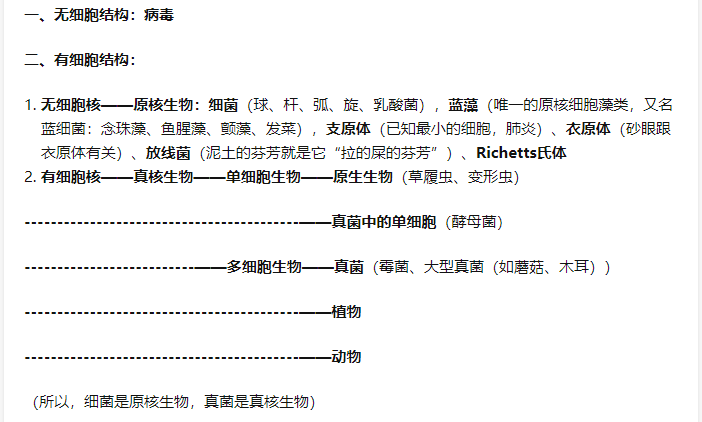 一、无细胞结构：病毒
二、有细胞结构：
1. 无细胞核——原核生物：细菌（球、杆、弧、旋、乳酸菌），蓝藻（唯一的原核细胞藻类，又名
蓝细菌：念珠藻、鱼腥藻、颤藻、发菜），支原体（已知最小的细胞，肺炎）、衣原体（砂眼跟
衣原体有关）、放线菌（泥土的芬芳就是它“拉的屎的芬芳”）、Richetts氏体
2. 有细胞核——真核生物——单细胞生物——原生生物（草履虫、变形虫）
------------------------------------------——真菌中的单细胞（酵母菌）
--------------------------——多细胞生物——真菌（霉菌、大型真菌（如蘑菇、木耳））
------------------------------------------——植物
------------------------------------------——动物
（所以，细菌是原核生物，真菌是真核生物）